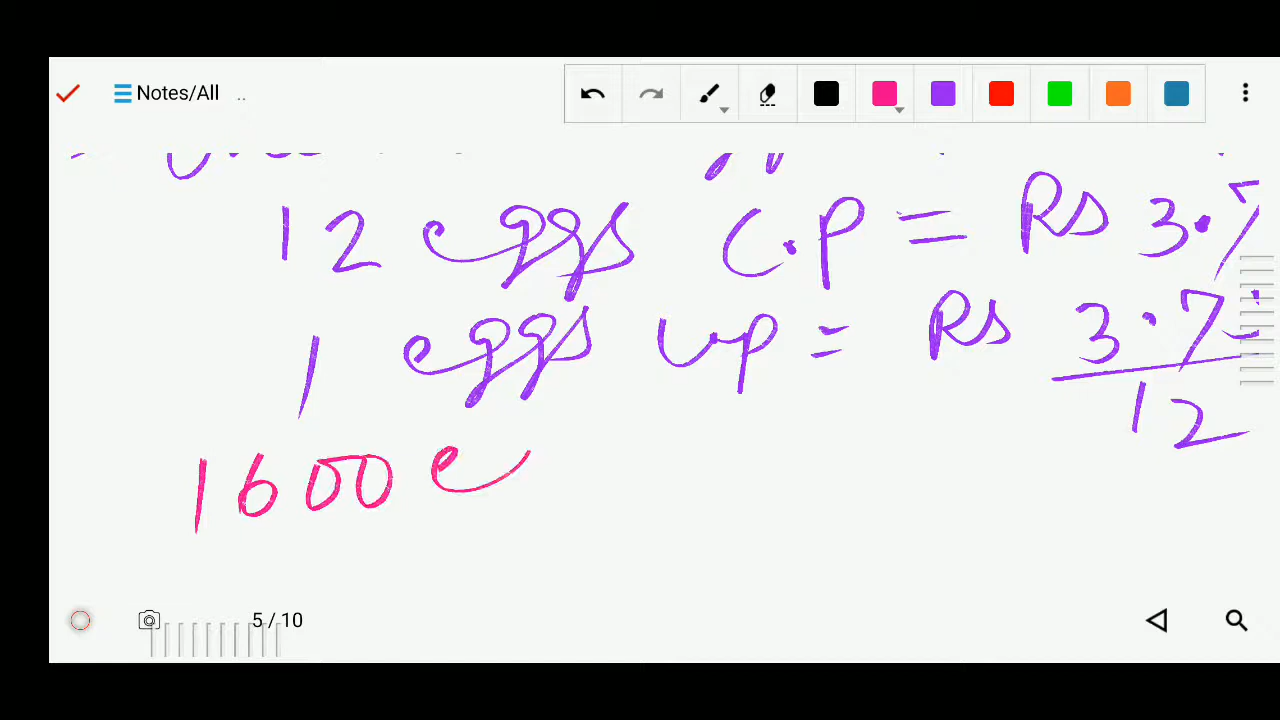 Notes/All ..
12 eggs C.P = Rs 3.7
1 eggs cp = Rs 3.7
12
1600 e
5 / 10